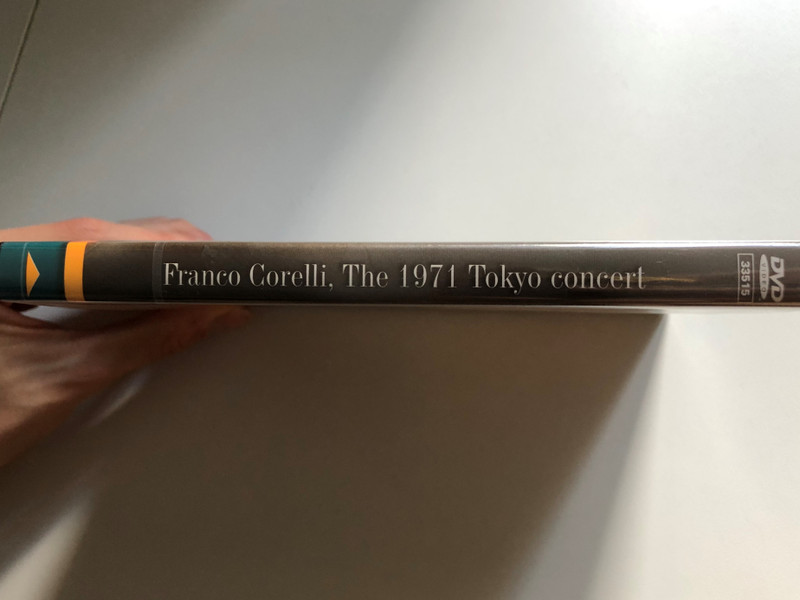 Franco Corelli, The 1971 Tokyo concert
33515
DVD
VIDEO